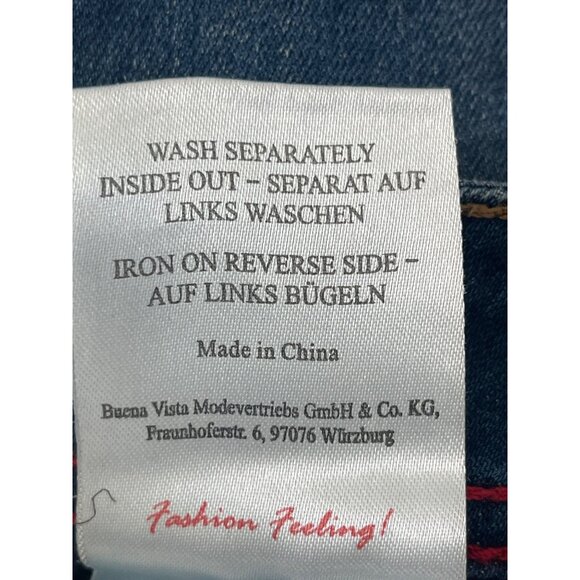 WASH SEPARATELY
INSIDE OUT – SEPARAT AUF
LINKS WASCHEN
IRON ON REVERSE SIDE –
AUF LINKS BÜGELN
Made in China
Buena Vista Modevertriebs GmbH & Co. KG,
Fraunhoferstr. 6, 97076 Würzburg
Fashion Feeling!